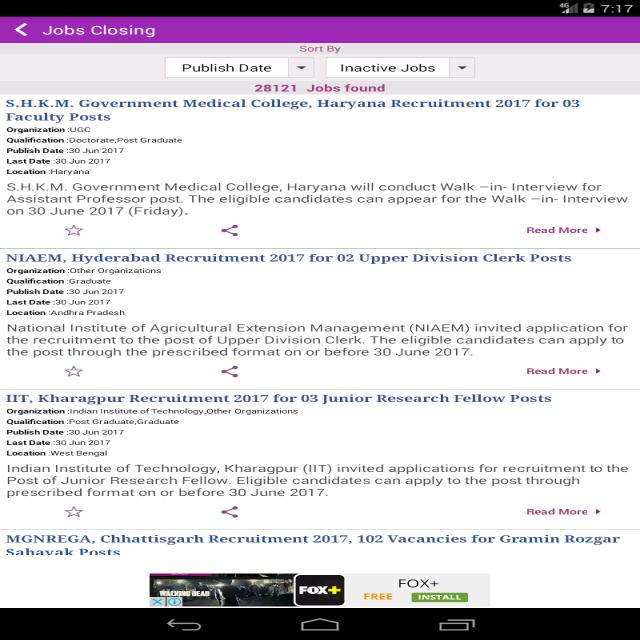 4G 7:17
Jobs Closing
Sort By
Publish Date Inactive Jobs
28121 Jobs found
S.H.K.M. Government Medical College, Haryana Recruitment 2017 for 03
Faculty Posts
Organization :UGC
Qualification :Doctorate,Post Graduate
Publish Date :30 Jun 2017
Last Date :30 Jun 2017
Location :Haryana
S.H.K.M. Government Medical College, Haryana will conduct Walk –in- Interview for
Assistant Professor post. The eligible candidates can appear for the Walk –in- Interview
on 30 June 2017 (Friday).
Read More
NIAEM, Hyderabad Recruitment 2017 for 02 Upper Division Clerk Posts
Organization :Other Organizations
Qualification :Graduate
Publish Date :30 Jun 2017
Last Date :30 Jun 2017
Location :Andhra Pradesh
National Institute of Agricultural Extension Management (NIAEM) invited application for
the recruitment to the post of Upper Division Clerk. The eligible candidates can apply to
the post through the prescribed format on or before 30 June 2017.
Read More
IIT, Kharagpur Recruitment 2017 for 03 Junior Research Fellow Posts
Organization :Indian Institute of Technology,Other Organizations
Qualification :Post Graduate,Graduate
Publish Date :30 Jun 2017
Last Date :30 Jun 2017
Location :West Bengal
Indian Institute of Technology, Kharagpur (IIT) invited applications for recruitment to the
Post of Junior Research Fellow. Eligible candidates can apply to the post through
prescribed format on or before 30 June 2017.
Read More
MGNREGA, Chhattisgarh Recruitment 2017, 102 Vacancies for Gramin Rozgar
Sahayak Posts
WALKING DEAD
FOX+
FOX+
FREE INSTALL